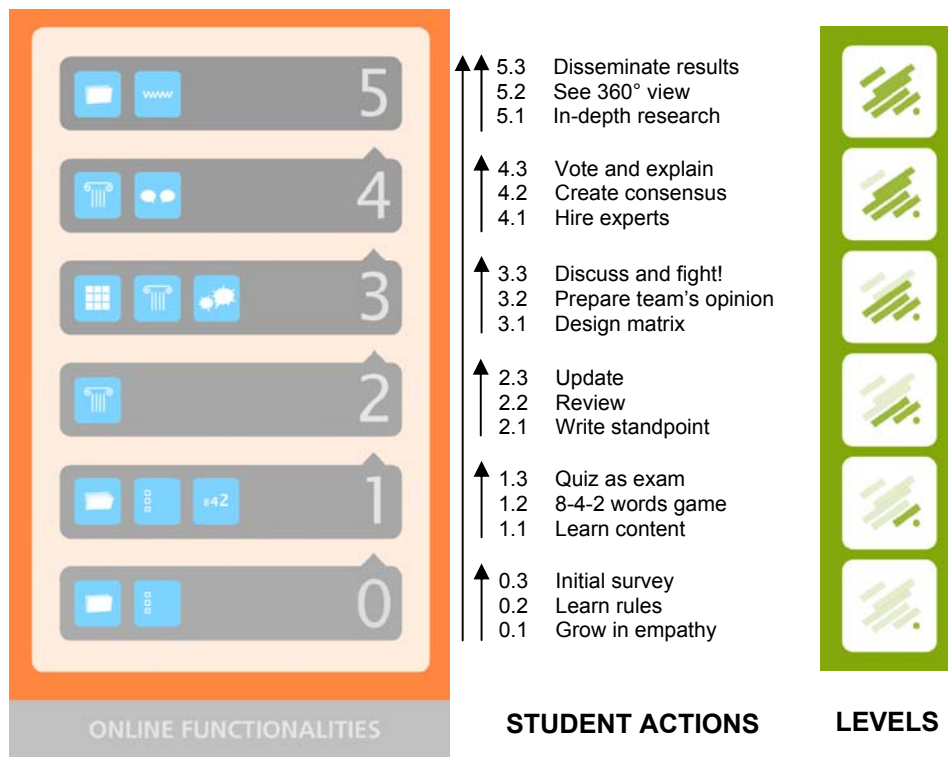 5
5.3 Disseminate results
5.2 See 360° view
5.1 In-depth research
4
4.3 Vote and explain
4.2 Create consensus
4.1 Hire experts
3
3.3 Discuss and fight!
3.2 Prepare team's opinion
3.1 Design matrix
2
2.3 Update
2.2 Review
2.1 Write standpoint
842
1
1.3 Quiz as exam
1.2 8-4-2 words game
1.1 Learn content
0
0.3 Initial survey
0.2 Learn rules
0.1 Grow in empathy
ONLINE FUNCTIONALITIES
STUDENT ACTIONS
LEVELS